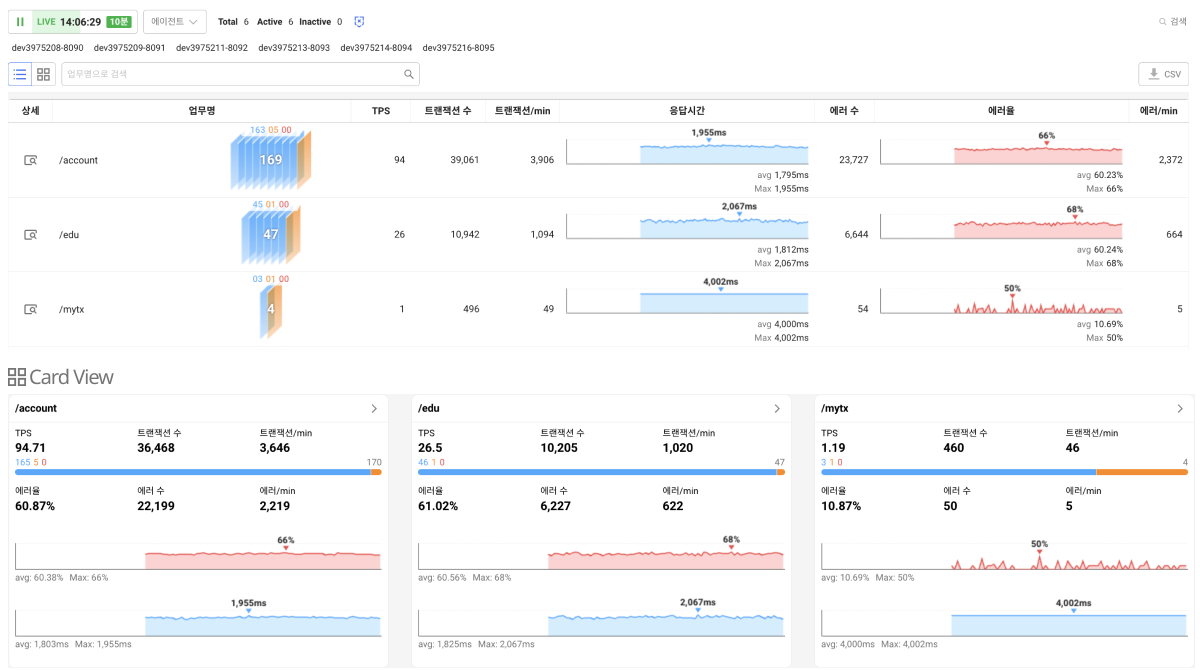 LIVE 14:06:29 10분 에이전트 Total 6 Active 6 Inactive 0 검색
dev3975208-8090 dev3975209-8091 dev3975211-8092 dev3975213-8093 dev3975214-8094 dev3975216-8095
업무명으로 검색 CSV
상세 업무명 TPS 트랜잭션 수 트랜잭션/min 응답시간 에러 수 에러율 에러/min
163 05 00 1,955ms 66%
/account 169 94 39,061 3,906 23,727 2,372
avg 1,795ms avg 60.23%
Max 1,955ms Max 66%
45 01 00 2,067ms 68%
/edu 47 26 10,942 1,094 6,644 664
avg 1,812ms avg 60.24%
Max 2,067ms Max 68%
03 01 00 4,002ms 50%
/mytx 4 1 496 49 54 5
avg 4,000ms avg 10.69%
Max 4,002ms Max 50%
Card View
/account
TPS 트랜잭션 수 트랜잭션/min
94.71 36,468 3,646
165 5 0 170
에러율 에러 수 에러/min
60.87% 22,199 2,219
66%
avg: 60.38% Max: 66%
1,955ms
avg: 1,803ms Max: 1,955ms
/edu
TPS 트랜잭션 수 트랜잭션/min
26.5 10,205 1,020
46 1 0 47
에러율 에러 수 에러/min
61.02% 6,227 622
68%
avg: 60.56% Max: 68%
2,067ms
avg: 1,825ms Max: 2,067ms
/mytx
TPS 트랜잭션 수 트랜잭션/min
1.19 460 46
3 1 0 4
에러율 에러 수 에러/min
10.87% 50 5
50%
avg: 10.69% Max: 50%
4,002ms
avg: 4,000ms Max: 4,002ms